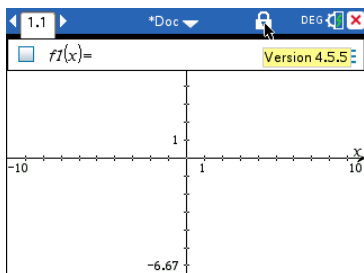 1.1 *Doc DEG
f1(x)=
Version 4.5.5
1
x
-10 1 10
-6.67